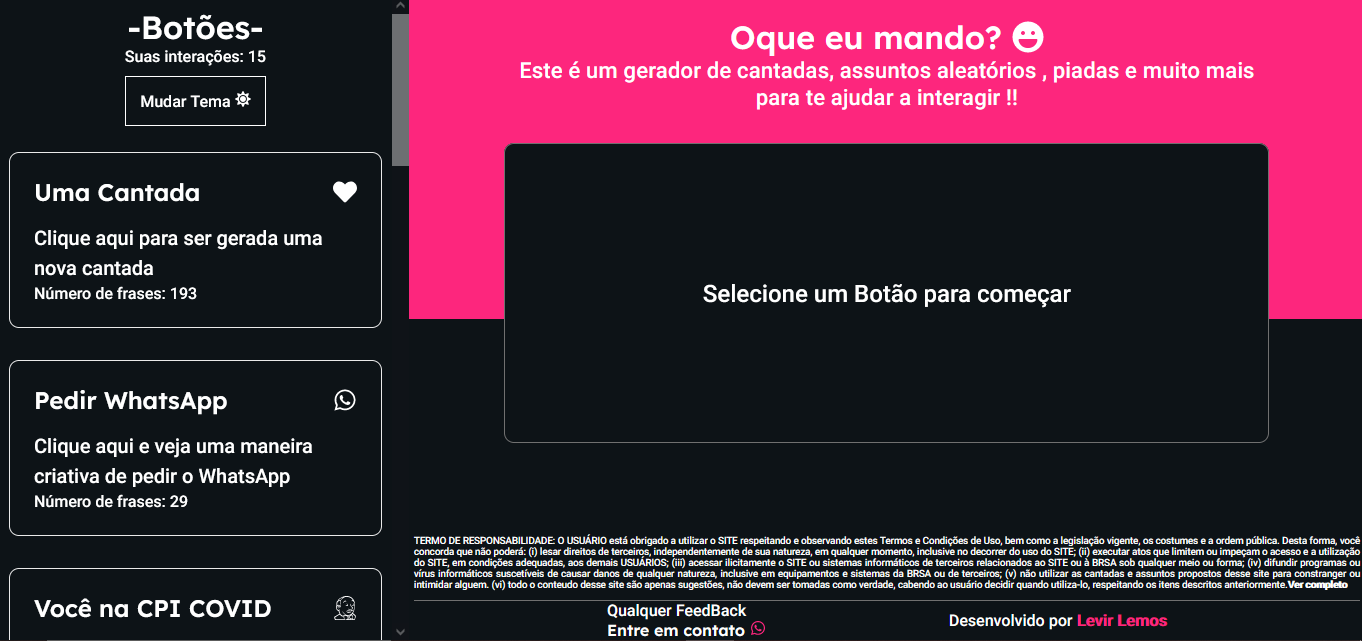 -Botões-
Suas interações: 15
Mudar Tema
Uma Cantada
Clique aqui para ser gerada uma
nova cantada
Número de frases: 193
Pedir WhatsApp
Clique aqui e veja uma maneira
criativa de pedir o WhatsApp
Número de frases: 29
Você na CPI COVID
Oque eu mando?
Este é um gerador de cantadas, assuntos aleatórios , piadas e muito mais
para te ajudar a interagir !!
Selecione um Botão para começar
TERMO DE RESPONSABILIDADE: O USUÁRIO está obrigado a utilizar o SITE respeitando e observando estes Termos e Condições de Uso, bem como a legislação vigente, os costumes e a ordem pública. Desta forma, você
concorda que não poderá: (i) lesar direitos de terceiros, independentemente de sua natureza, em qualquer momento, inclusive no decorrer do uso do SITE; (ii) executar atos que limitem ou impeçam o acesso e a utilização
do SITE, em condições adequadas, aos demais USUÁRIOS; (iii) acessar ilicitamente o SITE ou sistemas informáticos de terceiros relacionados ao SITE ou à BRSA sob qualquer meio ou forma; (iv) difundir programas ou
vírus informáticos suscetíveis de causar danos de qualquer natureza, inclusive em equipamentos e sistemas da BRSA ou de terceiros; (v) não utilizar as cantadas e assuntos propostos desse site para constranger ou
intimidar alguem. (vi) todo o conteudo desse site são apenas sugestões, não devem ser tomadas como verdade, cabendo ao usuário decidir quando utiliza-lo, respeitando os itens descritos anteriormente.Ver completo
Qualquer FeedBack
Entre em contato
Desenvolvido por Levir Lemos